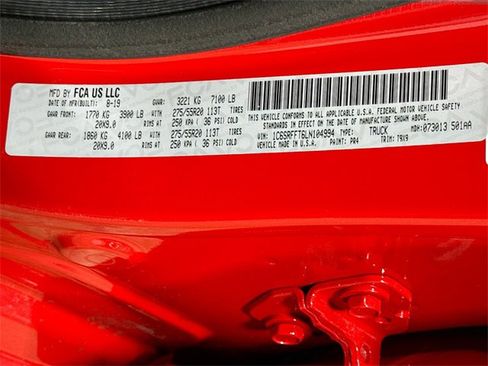 MFD BY FCA US LLC
DATE OF MFR(BUILT): 8-19 GVWR: 3221 KG 7100 LB
GAWR FRONT: 1770 KG 3900 LB WITH 275/55R20 113T TIRES
20X9.0 RIMS AT 250 KPA ( 36 PSI) COLD
GAWR REAR: 1860 KG 4100 LB WITH 275/55R20 113T TIRES
20X9.0 RIMS AT 250 KPA ( 36 PSI) COLD
THIS VEHICLE CONFORMS TO ALL APPLICABLE U.S.A. FEDERAL MOTOR VEHICLE SAFETY
STANDARDS IN EFFECT ON THE DATE OF MANUFACTURE SHOWN ABOVE.
VIN: 1C6SRFFT6LN104994 TYPE: TRUCK MDH: 073013 501AA
VEHICLE MADE IN U.S.A. PAINT: PR4 TRIM: T9X9